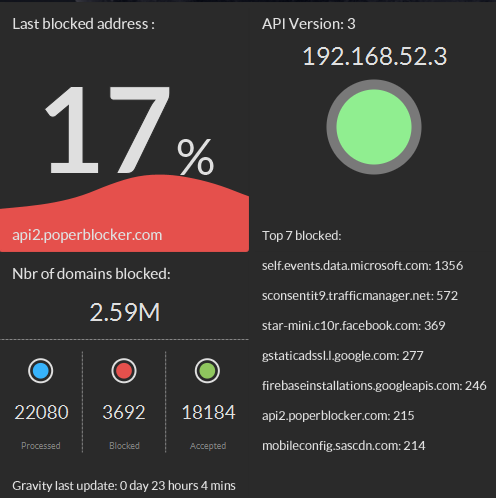 Last blocked address :
17 %
api2.poperblocker.com
Nbr of domains blocked:
2.59M
22080 3692 18184
Processed Blocked Accepted
Gravity last update: 0 day 23 hours 4 mins
API Version: 3
192.168.52.3
Top 7 blocked:
self.events.data.microsoft.com: 1356
sconsentit9.trafficmanager.net: 572
star-mini.c10r.facebook.com: 369
gstaticadssl.l.google.com: 277
firebaseinstallations.googleapis.com: 246
api2.poperblocker.com: 215
mobileconfig.sascdn.com: 214